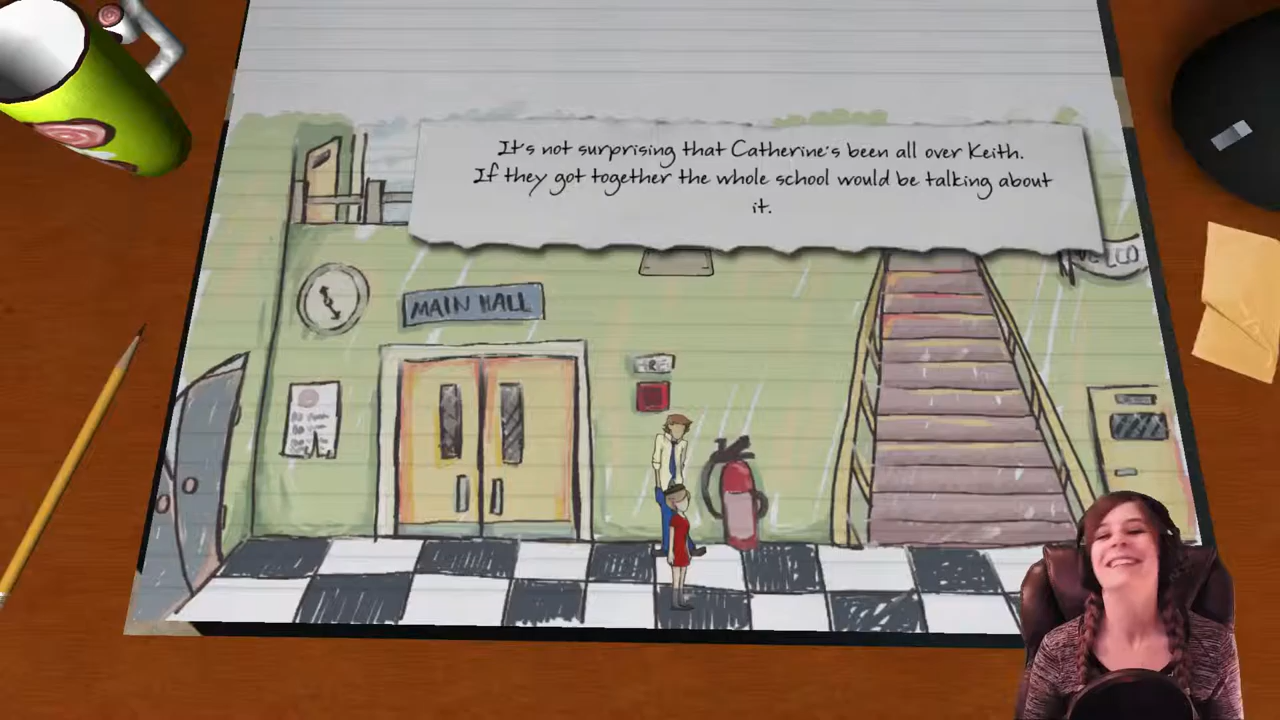 It's not surprising that Catherine's been all over Keith.
If they got together the whole school would be talking about
it.
MAIN HALL